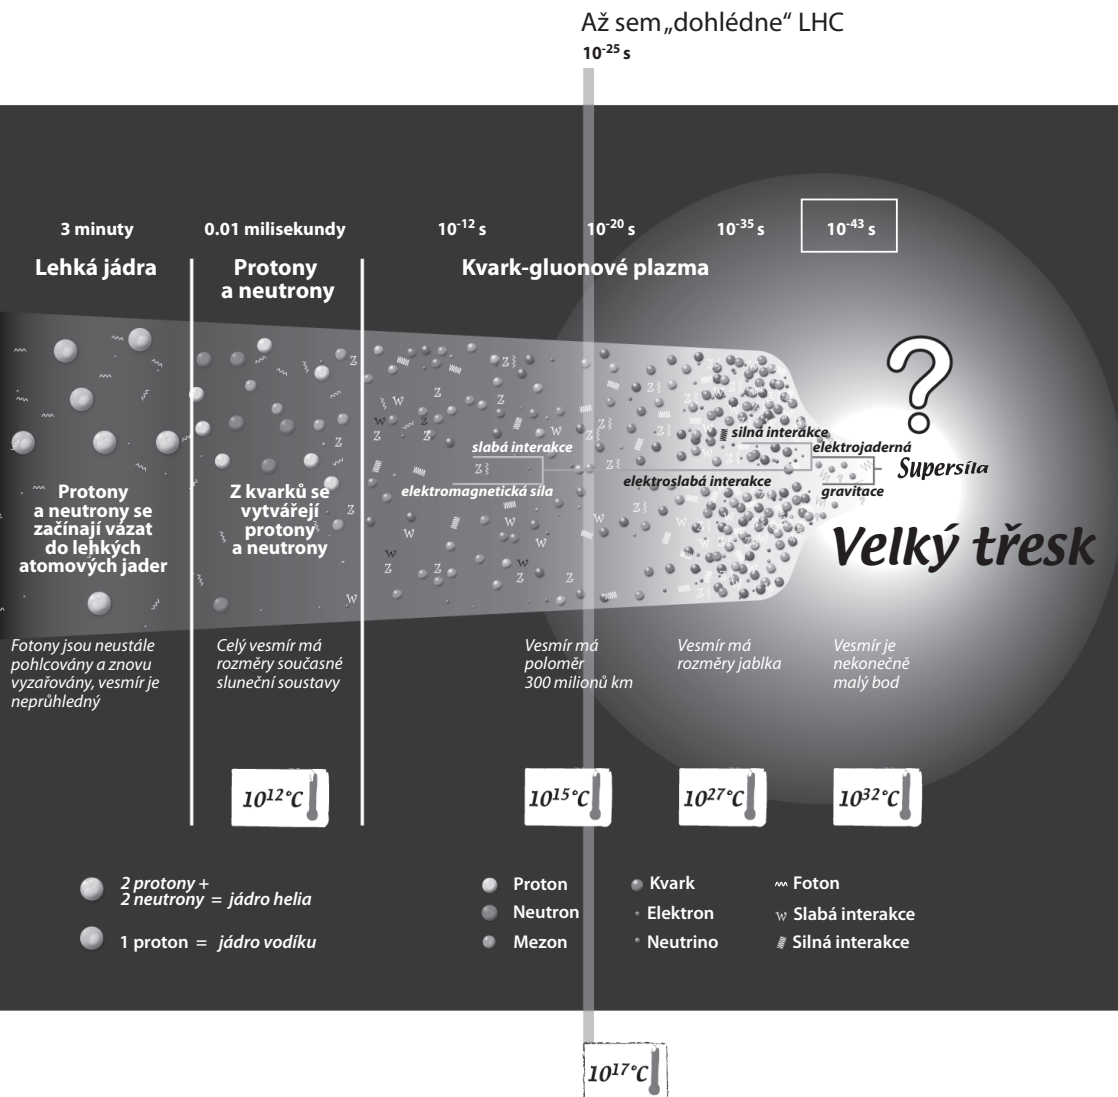 Až sem „dohlédne“ LHC
10⁻²⁵ s
3 minuty
0.01 milisekundy
10⁻¹² s
10⁻²⁰ s
10⁻³⁵ s
10⁻⁴³ s
Lehká jádra
Protony
a neutrony
Kvark-gluonové plazma
?
silná interakce
slabá interakce
elektrojaderná
Supersíla
elektroslabá interakce
elektromagnetická síla
gravitace
Protony
a neutrony se
začínají vázat
do lehkých
atomových jader
Z kvarků se
vytvářejí
protony
a neutrony
Velký třesk
Fotony jsou neustále
pohlcovány a znovu
vyzařovány, vesmír je
neprůhledný
Celý vesmír má
rozměry současné
sluneční soustavy
Vesmír má
poloměr
300 milionů km
Vesmír má
rozměry jablka
Vesmír je
nekonečně
malý bod
10¹²°C
10¹⁵°C
10²⁷°C
10³²°C
2 protony +
2 neutrony = jádro helia
1 proton = jádro vodíku
Proton
Neutron
Mezon
Kvark
Elektron
Neutrino
Foton
W Slabá interakce
Silná interakce
10¹⁷°C